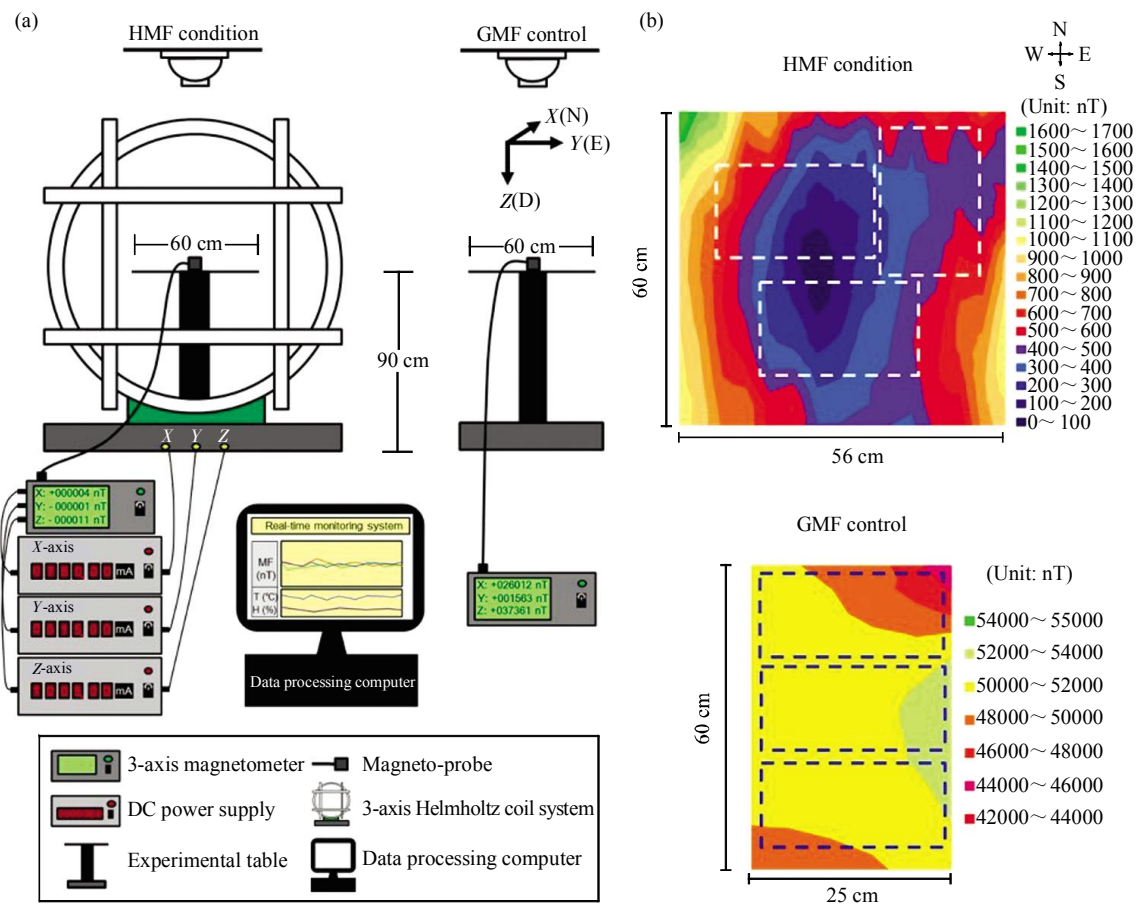 (a)
HMF condition
GMF control
X(N)
Y(E)
Z(D)
60 cm
60 cm
90 cm
X Y Z
X: +000004 nT
Y: - 000001 nT
Z: - 000011 nT
X-axis
mA
Y-axis
mA
Z-axis
mA
Real-time monitoring system
MF
(nT)
T (℃)
H (%)
Data processing computer
X: +026012 nT
Y: +001563 nT
Z: +037361 nT
3-axis magnetometer
Magneto-probe
DC power supply
3-axis Helmholtz coil system
Experimental table
Data processing computer
(b)
HMF condition
N
W E
S
(Unit: nT)
1600～1700
1500～1600
1400～1500
1300～1400
1200～1300
1100～1200
1000～1100
900～1000
800～900
700～800
600～700
500～600
400～500
300～400
200～300
100～200
0～100
60 cm
56 cm
GMF control
(Unit: nT)
54000～55000
52000～54000
50000～52000
48000～50000
46000～48000
44000～46000
42000～44000
60 cm
25 cm